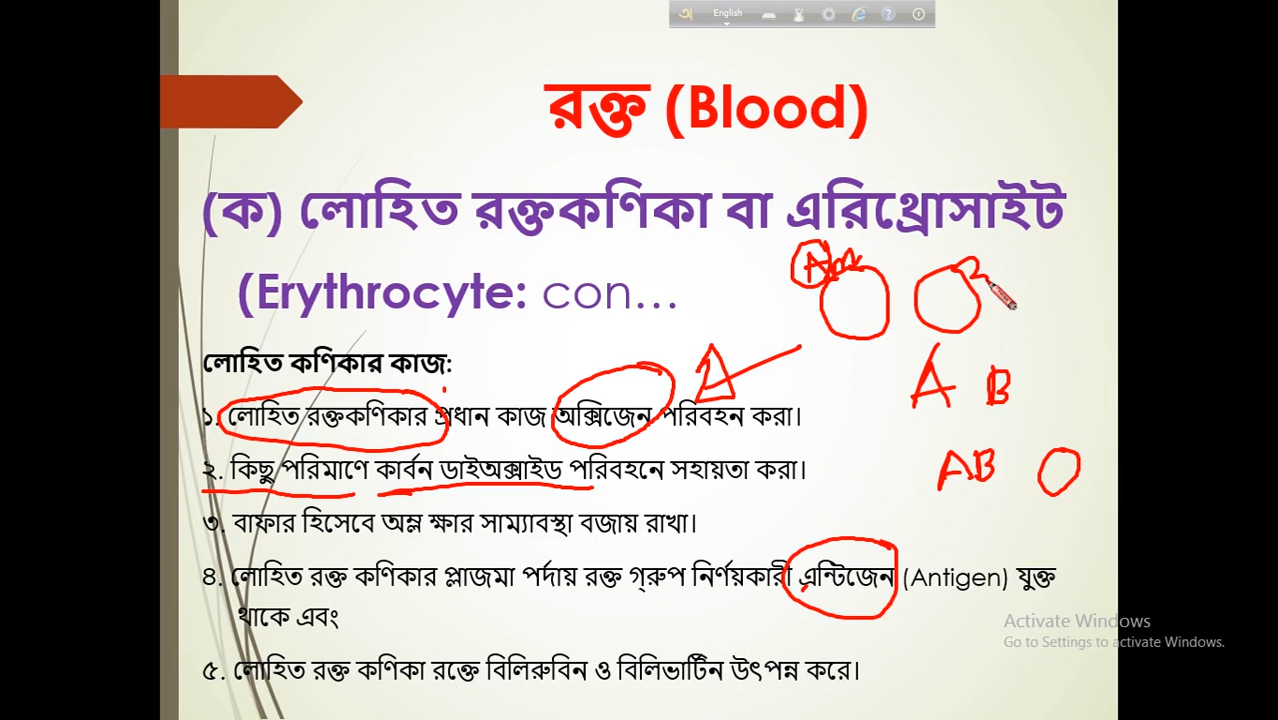 English
রক্ত (Blood)
(ক) লোহিত রক্তকণিকা বা এরিথ্রোসাইট
(Erythrocyte: con...
লোহিত কণিকার কাজ:
১. লোহিত রক্তকণিকার প্রধান কাজ অক্সিজেন পরিবহন করা।
২. কিছু পরিমাণে কার্বন ডাইঅক্সাইড পরিবহনে সহায়তা করা।
৩. বাফার হিসেবে অম্ল ক্ষার সাম্যাবস্থা বজায় রাখা।
৪. লোহিত রক্ত কণিকার প্লাজমা পর্দায় রক্ত গ্রুপ নির্ণয়কারী এন্টিজেন (Antigen) যুক্ত
থাকে এবং
৫. লোহিত রক্ত কণিকা রক্তে বিলিরুবিন ও বিলিভার্টিন উৎপন্ন করে।
A B
AB O
Activate Windows
Go to Settings to activate Windows.